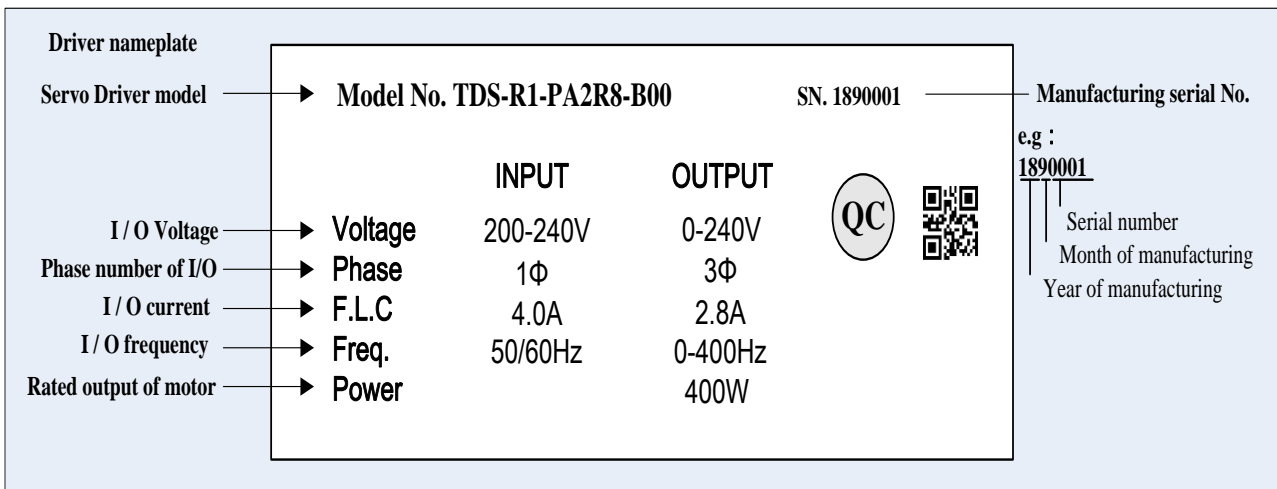 Driver nameplate
Servo Driver model
Model No. TDS-R1-PA2R8-B00
SN. 1890001
Manufacturing serial No.
e.g：
1890001
Serial number
Month of manufacturing
Year of manufacturing
INPUT OUTPUT
QC
I / O Voltage Voltage 200-240V 0-240V
Phase number of I/O Phase 1Φ 3Φ
I / O current F.L.C 4.0A 2.8A
I / O frequency Freq. 50/60Hz 0-400Hz
Rated output of motor Power 400W